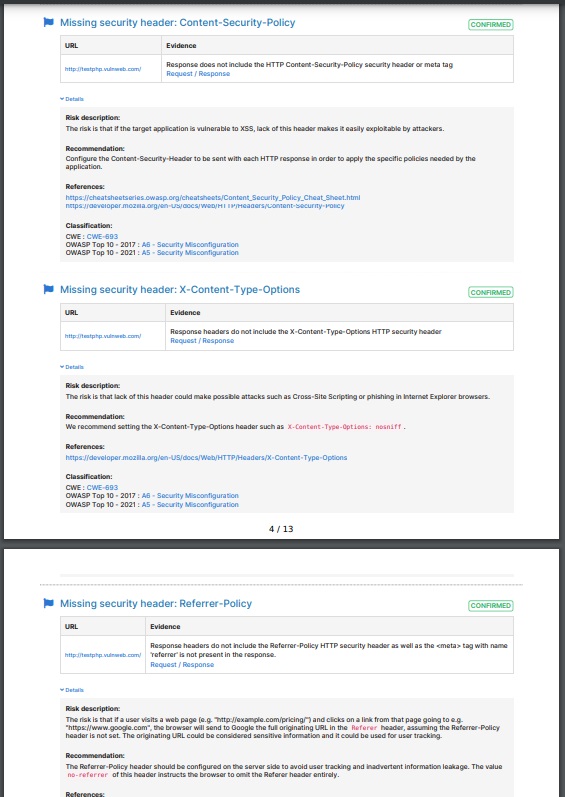 Missing security header: Content-Security-Policy
CONFIRMED
URL
Evidence
http://testphp.vulnweb.com/
Response does not include the HTTP Content-Security-Policy security header or meta tag
Request / Response
Details
Risk description:
The risk is that if the target application is vulnerable to XSS, lack of this header makes it easily exploitable by attackers.
Recommendation:
Configure the Content-Security-Header to be sent with each HTTP response in order to apply the specific policies needed by the
application.
References:
https://cheatsheetseries.owasp.org/cheatsheets/Content_Security_Policy_Cheat_Sheet.html
https://developer.mozilla.org/en-US/docs/Web/HTTP/Headers/Content-Security-Policy
Classification:
CWE : CWE-693
OWASP Top 10 - 2017 : A6 - Security Misconfiguration
OWASP Top 10 - 2021 : A5 - Security Misconfiguration
Missing security header: X-Content-Type-Options
CONFIRMED
URL
Evidence
http://testphp.vulnweb.com/
Response headers do not include the X-Content-Type-Options HTTP security header
Request / Response
Details
Risk description:
The risk is that lack of this header could make possible attacks such as Cross-Site Scripting or phishing in Internet Explorer browsers.
Recommendation:
We recommend setting the X-Content-Type-Options header such as X-Content-Type-Options: nosniff .
References:
https://developer.mozilla.org/en-US/docs/Web/HTTP/Headers/X-Content-Type-Options
Classification:
CWE : CWE-693
OWASP Top 10 - 2017 : A6 - Security Misconfiguration
OWASP Top 10 - 2021 : A5 - Security Misconfiguration
4 / 13
Missing security header: Referrer-Policy
CONFIRMED
URL
Evidence
http://testphp.vulnweb.com/
Response headers do not include the Referrer-Policy HTTP security header as well as the <meta> tag with name
'referrer' is not present in the response.
Request / Response
Details
Risk description:
The risk is that if a user visits a web page (e.g. "http://example.com/pricing/") and clicks on a link from that page going to e.g.
"https://www.google.com", the browser will send to Google the full originating URL in the Referer header, assuming the Referrer-Policy
header is not set. The originating URL could be considered sensitive information and it could be used for user tracking.
Recommendation:
The Referrer-Policy header should be configured on the server side to avoid user tracking and inadvertent information leakage. The value
no-referrer of this header instructs the browser to omit the Referer header entirely.
References: